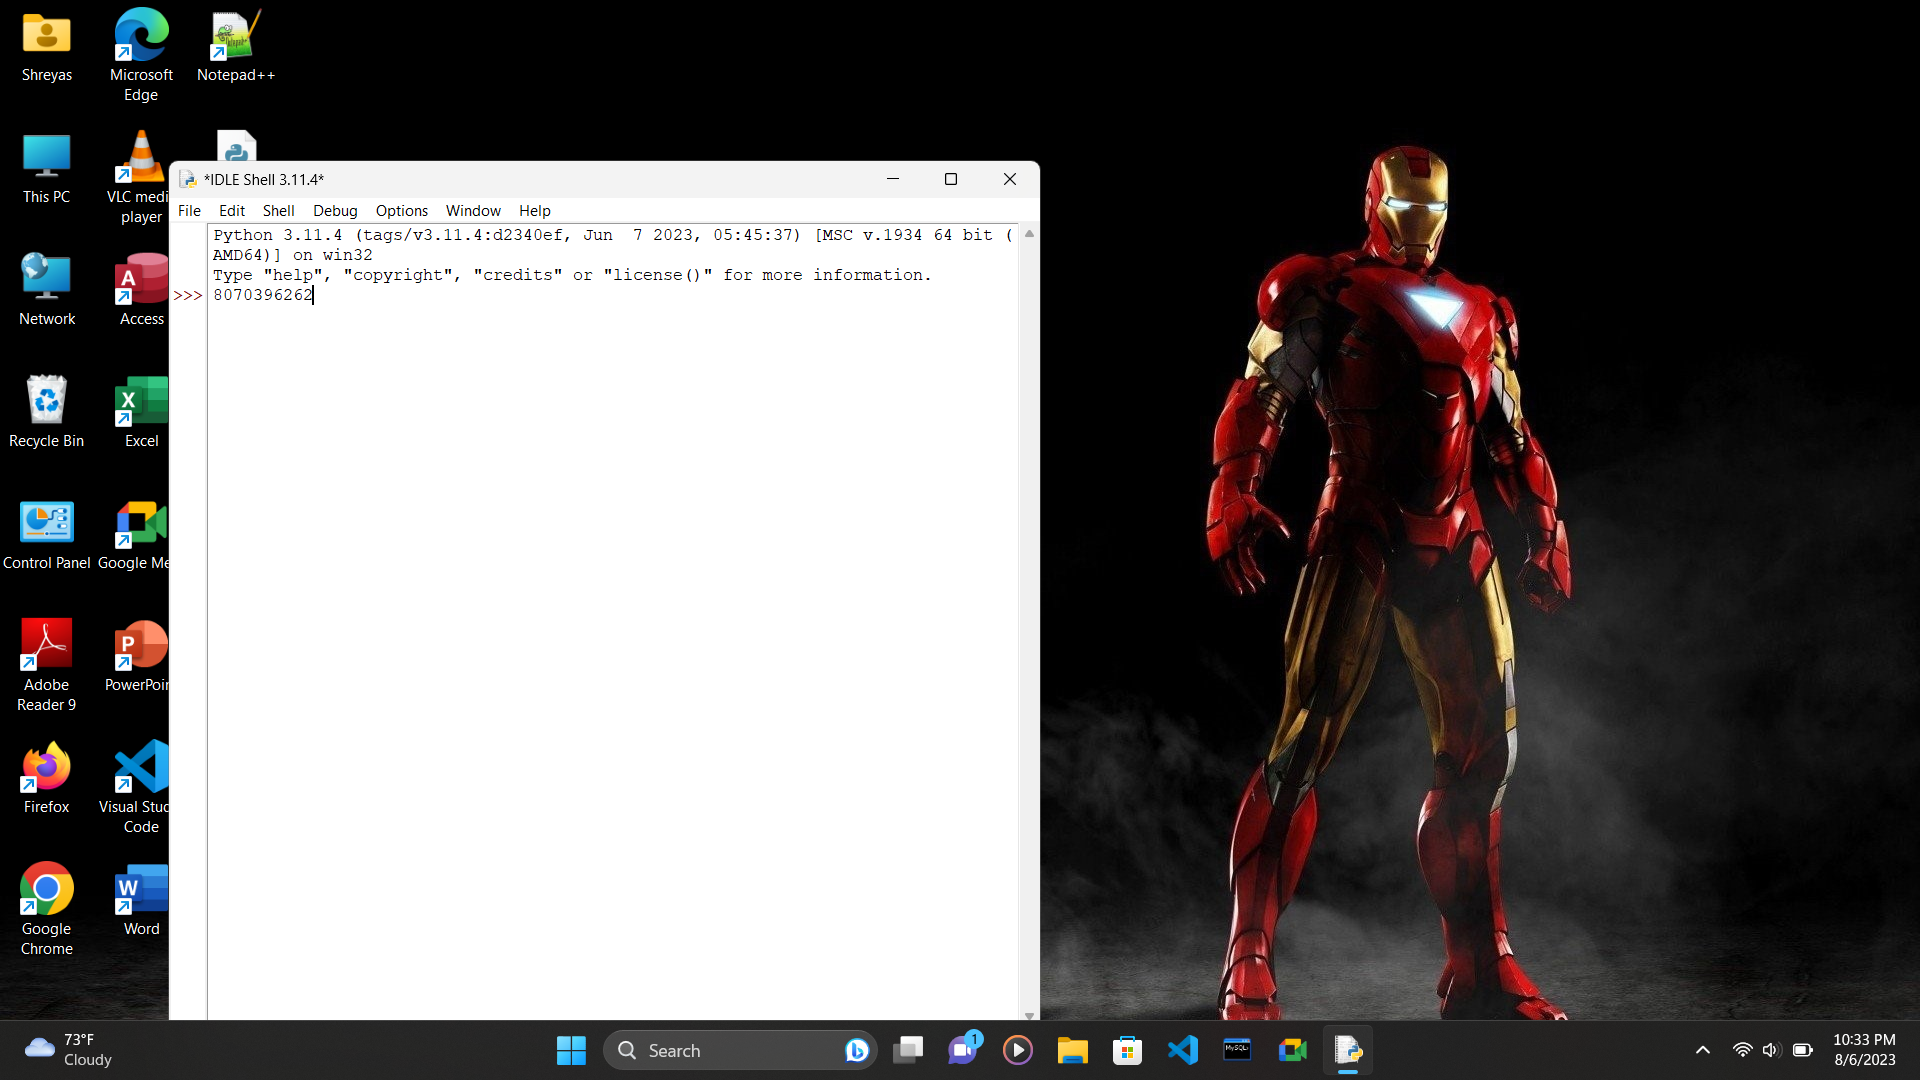 Shreyas
Microsoft
Edge
Notepad++
This PC
VLC medi
player
Network
Access
Recycle Bin
Excel
Control Panel
Google Me
Adobe
Reader 9
PowerPoin
Firefox
Visual Stud
Code
Google
Chrome
Word
*IDLE Shell 3.11.4*
File Edit Shell Debug Options Window Help
Python 3.11.4 (tags/v3.11.4:d2340ef, Jun  7 2023, 05:45:37) [MSC v.1934 64 bit (
AMD64)] on win32
Type "help", "copyright", "credits" or "license()" for more information.
>>> 8070396262
73°F
Cloudy
Search
1
MySQL
10:33 PM
8/6/2023